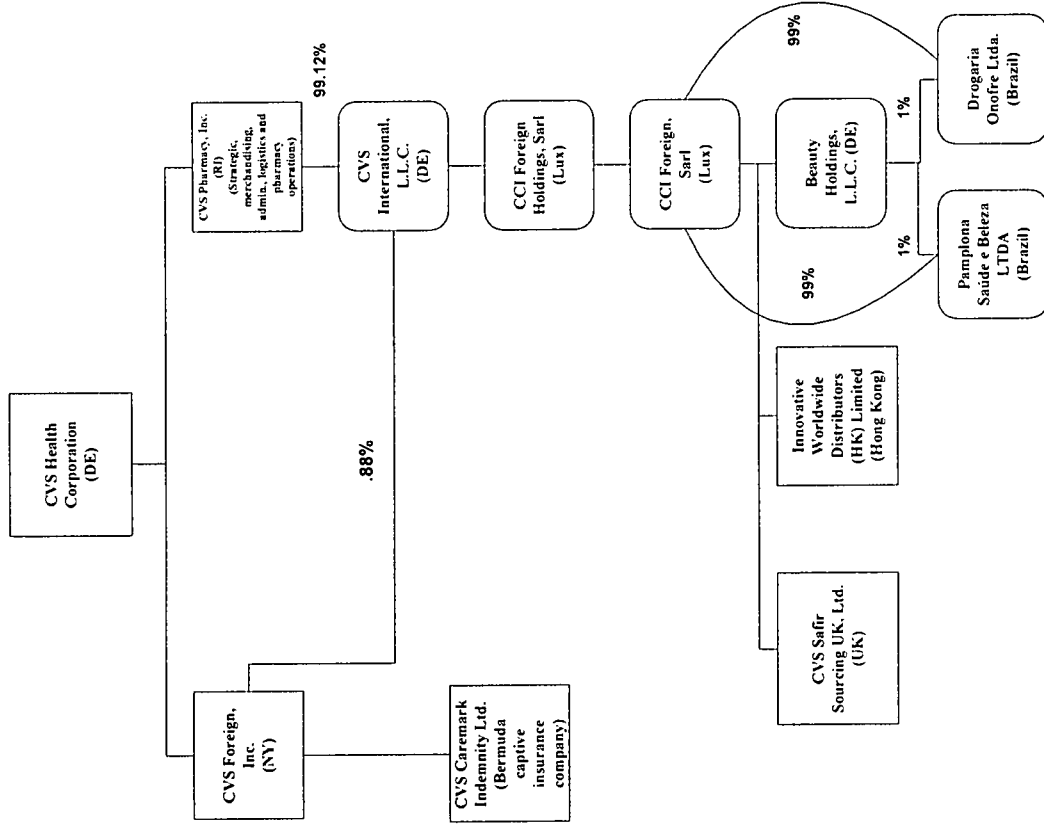 CVS Health
Corporation
(DE)
CVS Foreign,
Inc.
(NY)
CVS Pharmacy, Inc.
(RI)
(Strategic,
merchandising,
admin, logistics and
pharmacy
operations)
99.12%
.88%
CVS Caremark
Indemnity Ltd.
(Bermuda
captive
insurance
company)
CVS
International,
L.L.C.
(DE)
CCI Foreign
Holdings, Sarl
(Lux)
CCI Foreign,
Sarl
(Lux)
99%
99%
CVS Safir
Sourcing UK, Ltd.
(UK)
Innovative
Worldwide
Distributors
(HK) Limited
(Hong Kong)
Beauty
Holdings,
L.L.C. (DE)
1%
1%
Pamplona
Saúde e Beleza
LTDA
(Brazil)
Drogaria
Onofre Ltda.
(Brazil)